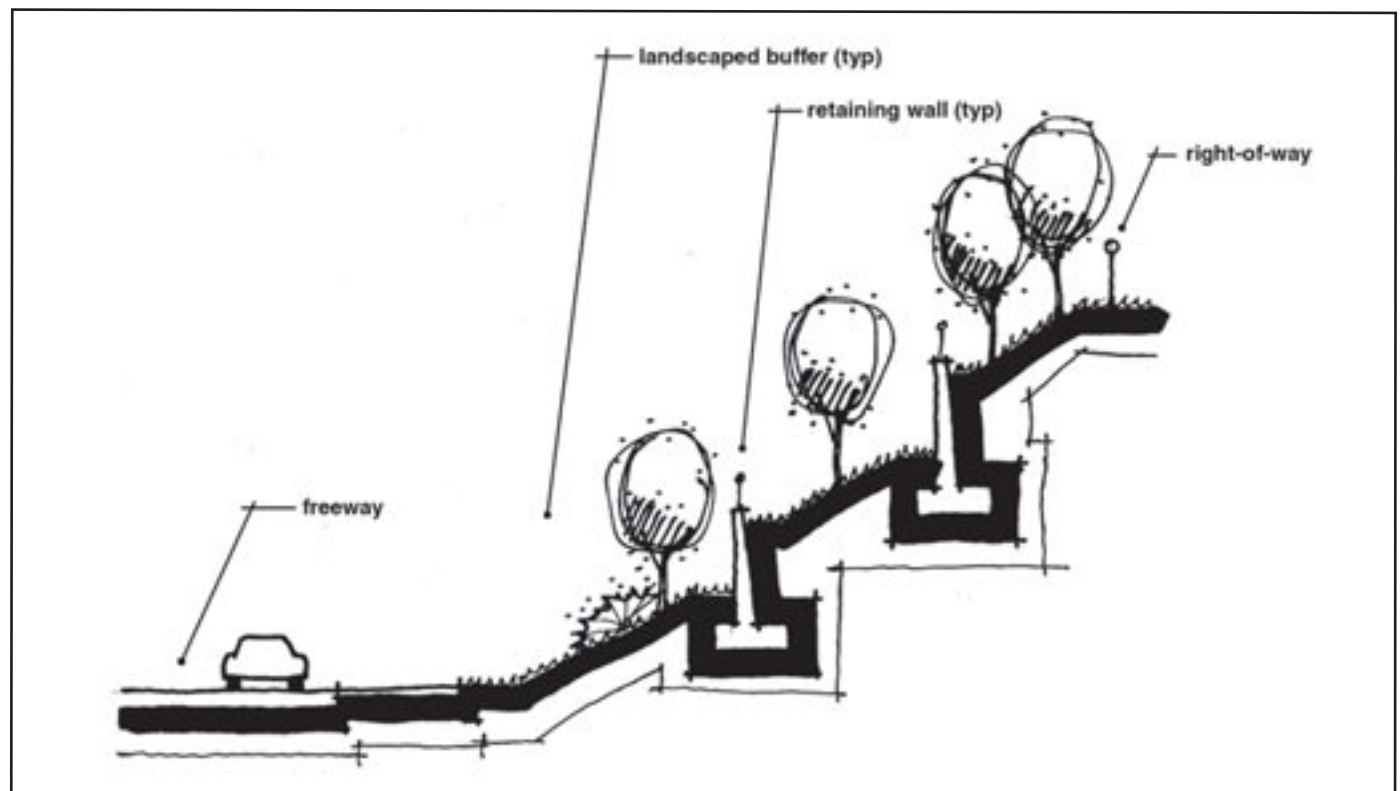 landscaped buffer (typ)
retaining wall (typ)
right-of-way
freeway